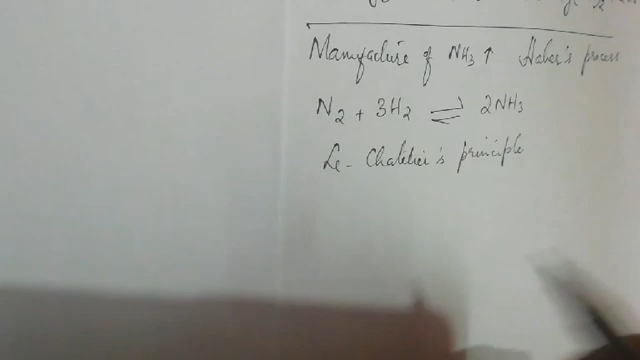 Manufacture of NH3 ↑ Haber's process
N2 + 3H2 ⇌ 2NH3
Le-Chatelier's principle